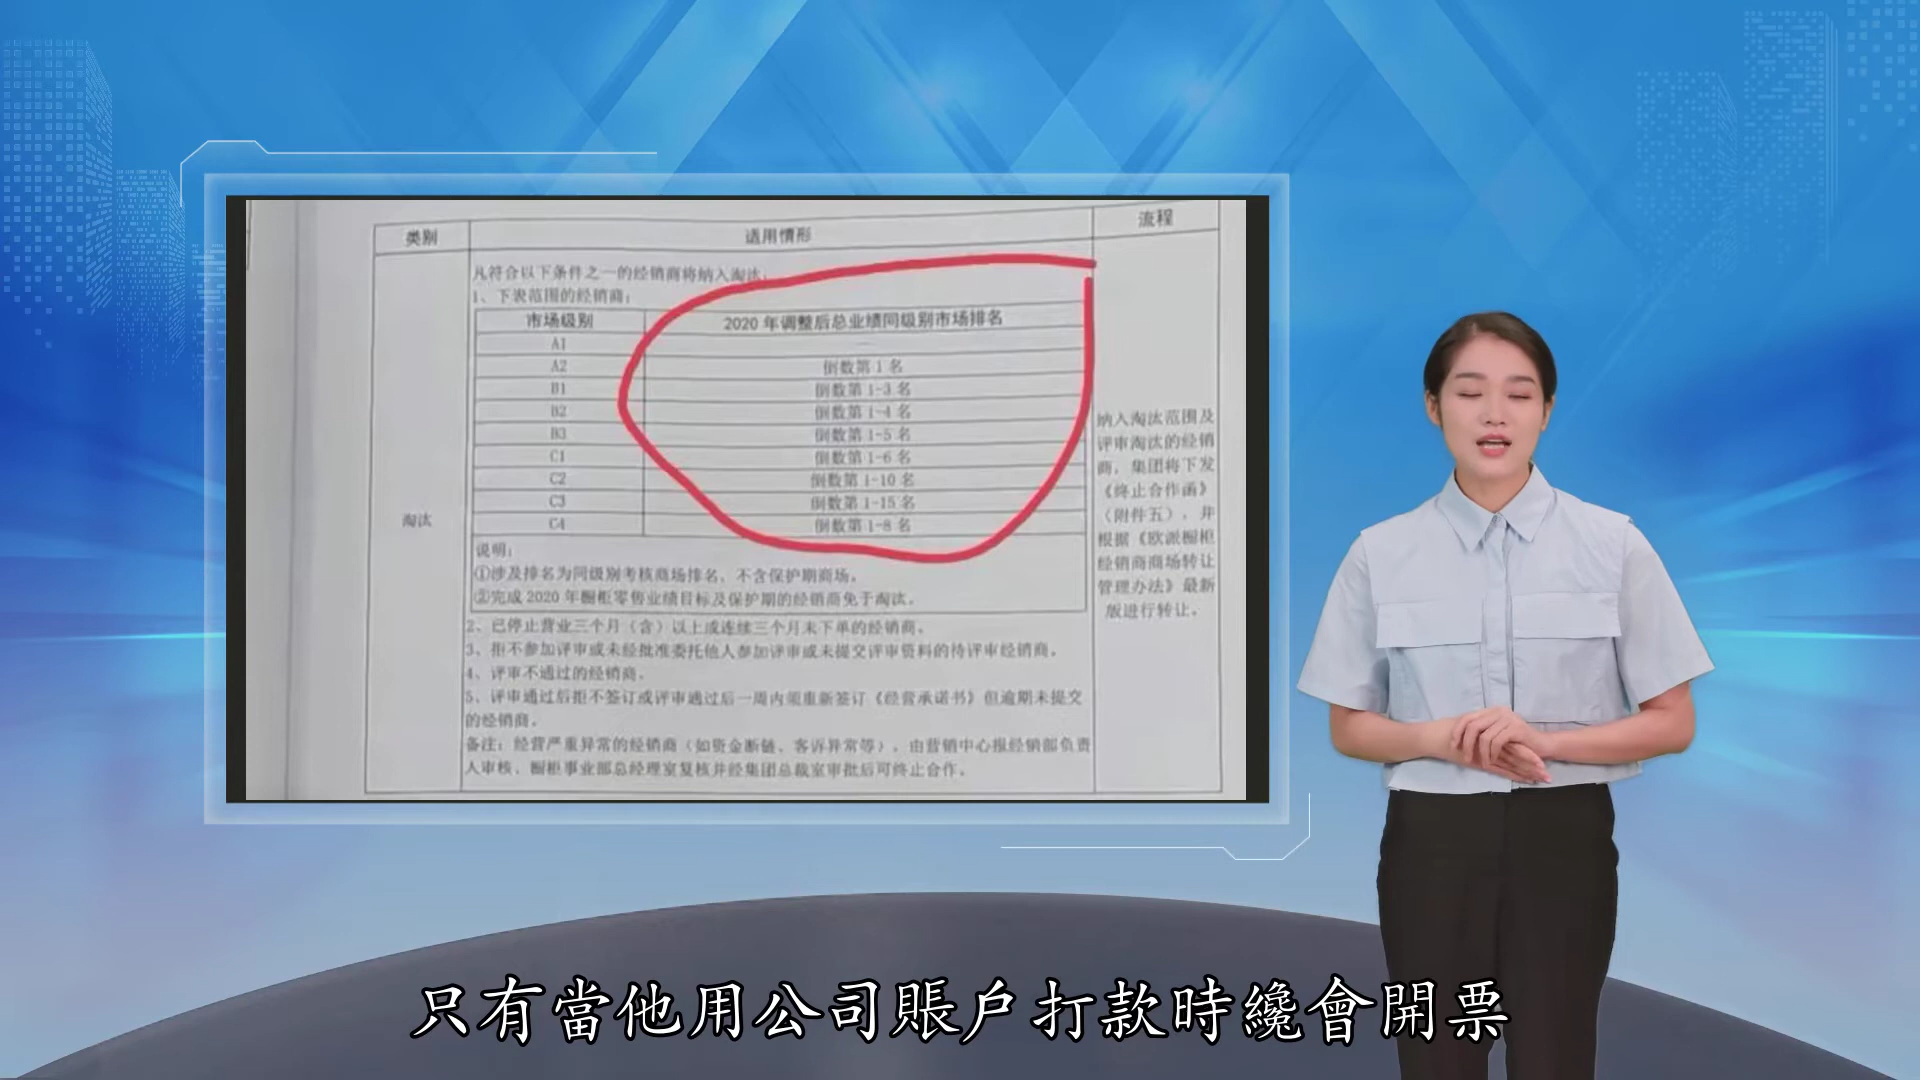 类别 适用情形 流程
凡符合以下条件之一的经销商将纳入淘汰：
1、下表范围的经销商：
市场级别 2020年调整后总业绩同级别市场排名
A1 —
A2 倒数第1名
B1 倒数第1-3名
B2 倒数第1-4名
B3 倒数第1-5名
C1 倒数第1-6名
C2 倒数第1-10名
C3 倒数第1-15名
C4 倒数第1-8名
淘汰
说明：
①涉及排名为同级别考核商场排名，不含保护期商场。
②完成2020年橱柜零售业绩目标及保护期的经销商免于淘汰。
2、已停止营业三个月（含）以上或连续三个月未下单的经销商。
3、拒不参加评审或未经批准委托他人参加评审或未提交评审资料的待评审经销商。
4、评审不通过的经销商。
5、评审通过后拒不签订或评审通过后一周内须重新签订《经营承诺书》但逾期未提交
的经销商。
备注：经营严重异常的经销商（如资金断链、客诉异常等），由营销中心报经销部负责
人审核，橱柜事业部总经理室复核并经集团总裁室审批后可终止合作。
纳入淘汰范围及
评审淘汰的经销
商，集团将下发
《终止合作函》
（附件五），并
根据《欧派橱柜
经销商商场转让
管理办法》最新
版进行转让。
只有當他用公司賬戶打款時纔會開票